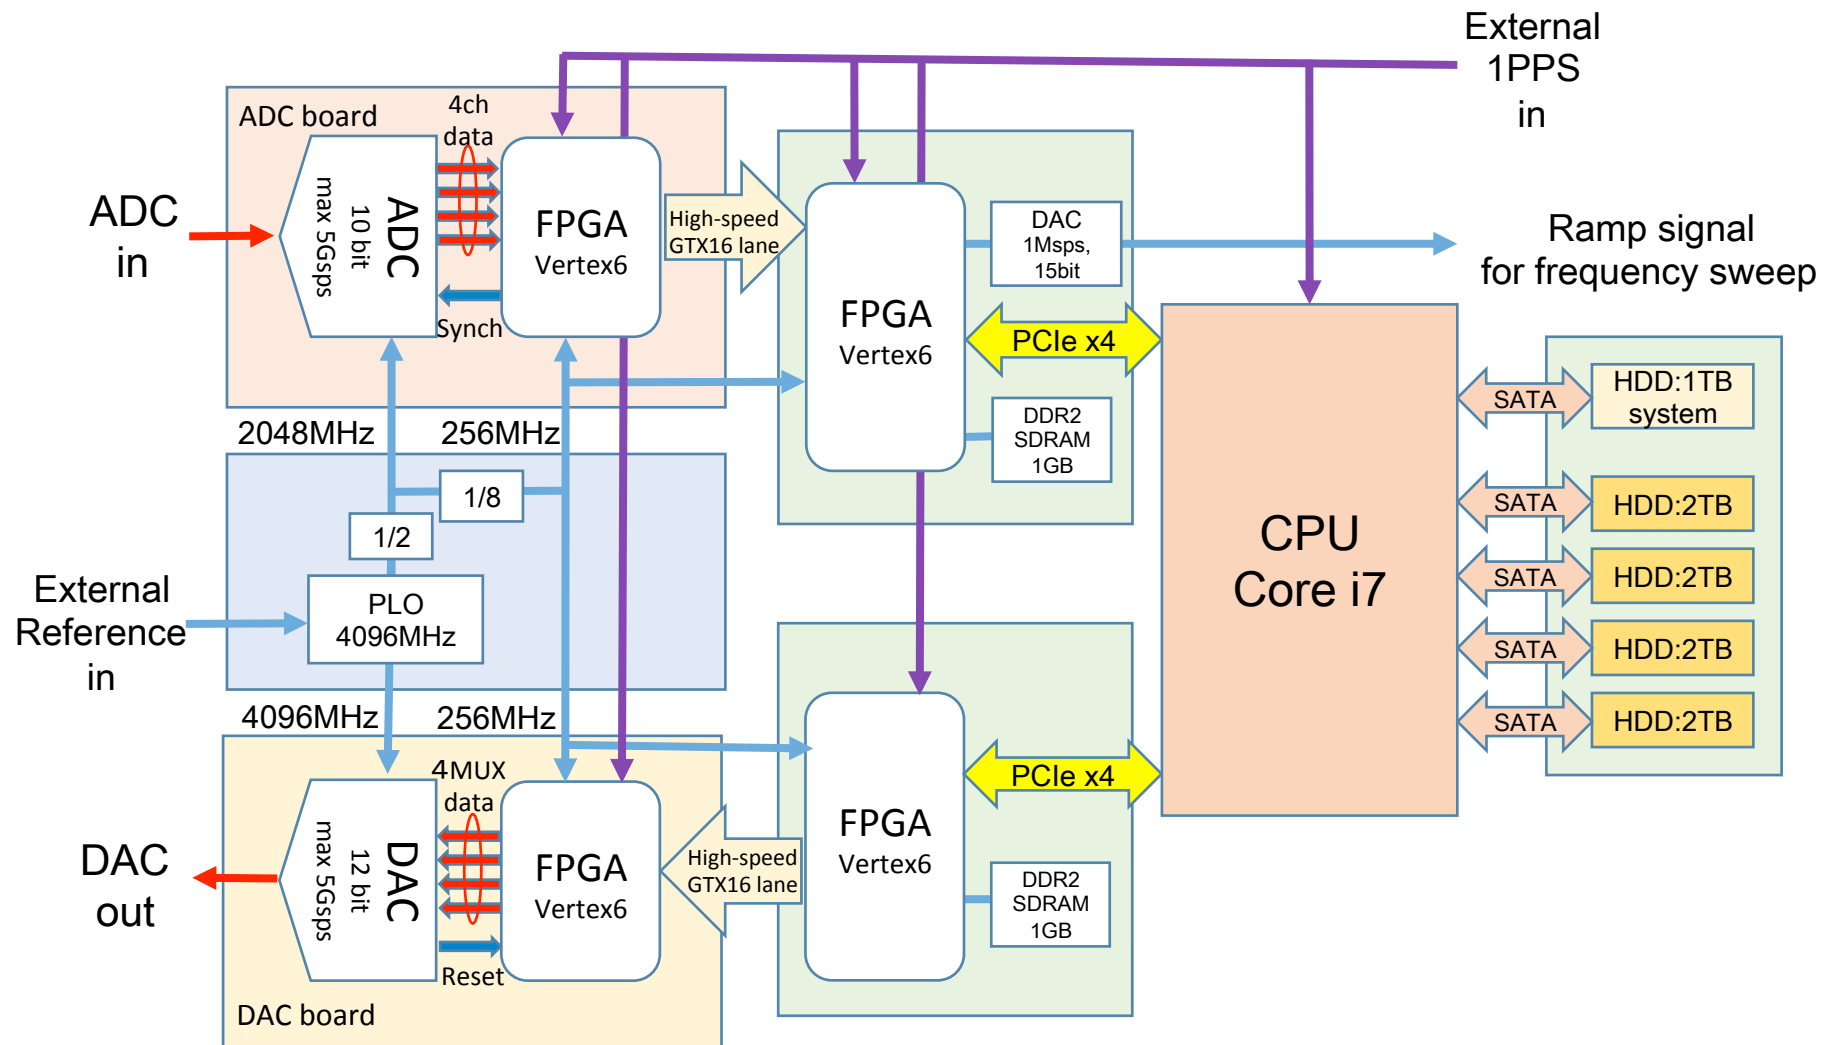 External
1PPS
in
ADC board
4ch
data
ADC
in
ADC
10 bit
max 5Gsps
FPGA
Vertex6
Synch
High-speed
GTX16 lane
FPGA
Vertex6
DAC
1Msps,
15bit
Ramp signal
for frequency sweep
PCIe x4
DDR2
SDRAM
1GB
2048MHz
256MHz
1/8
1/2
External
Reference
in
PLO
4096MHz
4096MHz
256MHz
CPU
Core i7
SATA
HDD:1TB
system
SATA
HDD:2TB
SATA
HDD:2TB
SATA
HDD:2TB
SATA
HDD:2TB
4MUX
data
DAC
out
DAC
12 bit
max 5Gsps
FPGA
Vertex6
Reset
DAC board
High-speed
GTX16 lane
FPGA
Vertex6
PCIe x4
DDR2
SDRAM
1GB